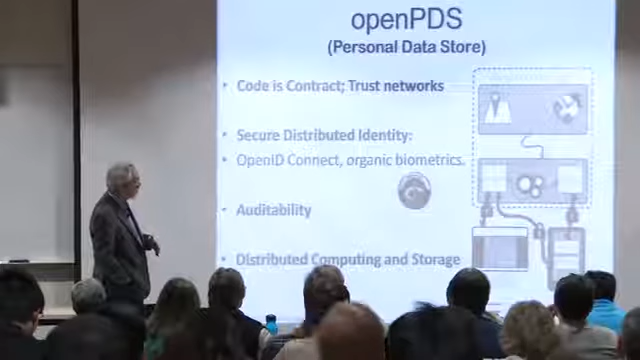 openPDS
(Personal Data Store)
• Code is Contract; Trust networks
• Secure Distributed Identity:
• OpenID Connect, organic biometrics.
• Auditability
• Distributed Computing and Storage